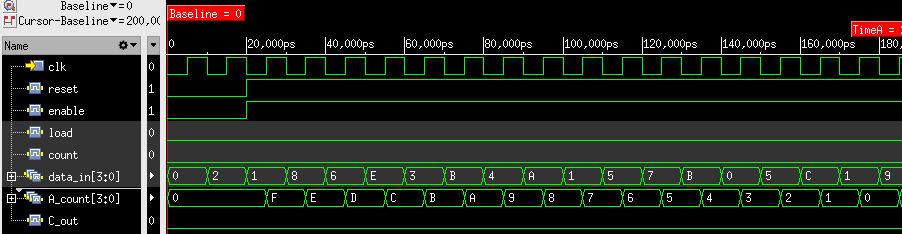 Baseline▼=0
Cursor-Baseline▼=200,00
Baseline = 0
TimeA = 2
Name
0 20,000ps 40,000ps 60,000ps 80,000ps 100,000ps 120,000ps 140,000ps 160,000ps 180,
clk 0
reset 1
enable 1
load 0
count 0
data_in[3:0] 0 2 1 8 6 E 3 B 4 A 1 5 7 B 0 5 C 1 9
A_count[3:0] 0 F E D C B A 9 8 7 6 5 4 3 2 1 0
C_out 0